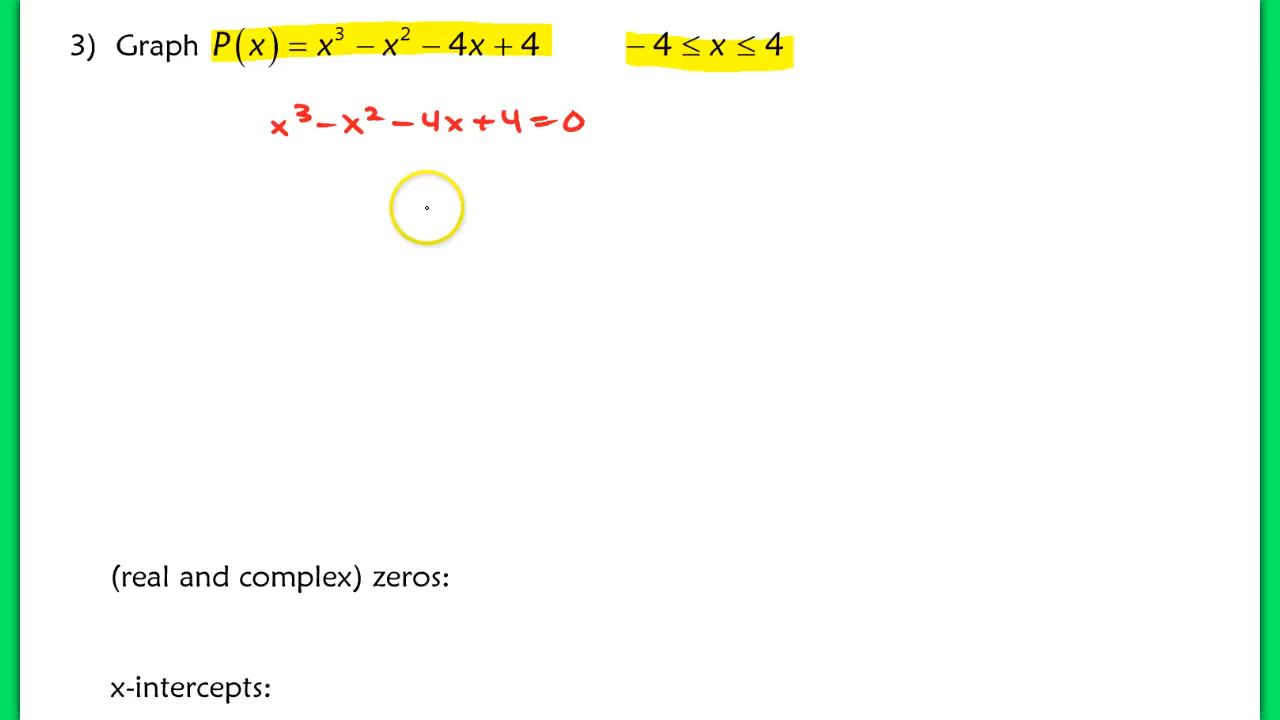 3) Graph P(x) = x³ − x² − 4x + 4 − 4 ≤ x ≤ 4
x³ − x² − 4x + 4 = 0
(real and complex) zeros:
x-intercepts: